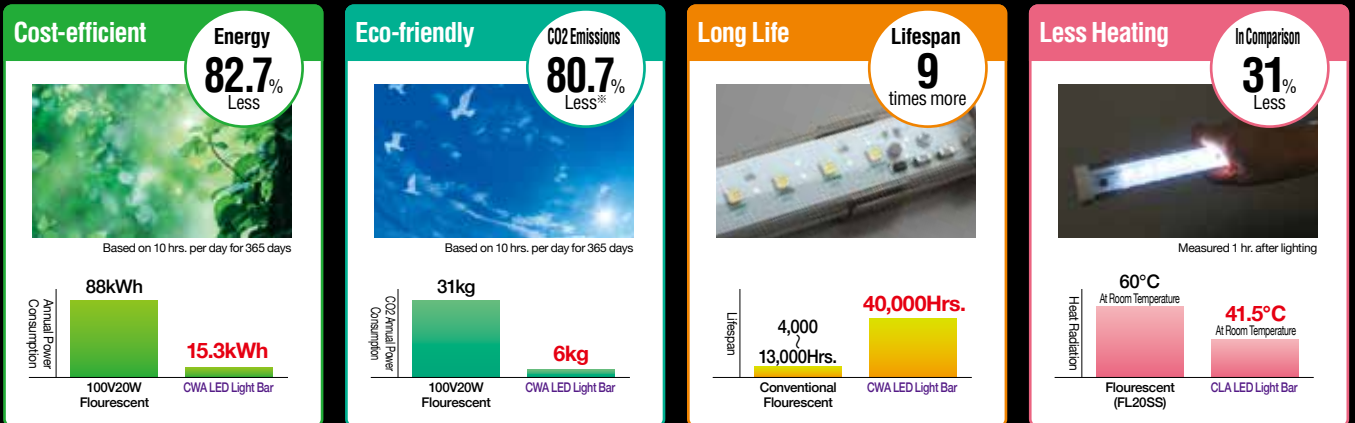 Cost-efficient
Energy
82.7%
Less
Based on 10 hrs. per day for 365 days
Annual Power
Consumption
88kWh
15.3kWh
100V20W
Flourescent
CWA LED Light Bar
Eco-friendly
CO2 Emissions
80.7%
Less※
Based on 10 hrs. per day for 365 days
CO2 Annual Power
Consumption
31kg
6kg
100V20W
Flourescent
CWA LED Light Bar
Long Life
Lifespan
9
times more
Lifespan
4,000
~
13,000Hrs.
40,000Hrs.
Conventional
Flourescent
CWA LED Light Bar
Less Heating
In Comparison
31%
Less
Measured 1 hr. after lighting
Heat Radiation
60°C
At Room Temperature
41.5°C
At Room Temperature
Flourescent
(FL20SS)
CLA LED Light Bar